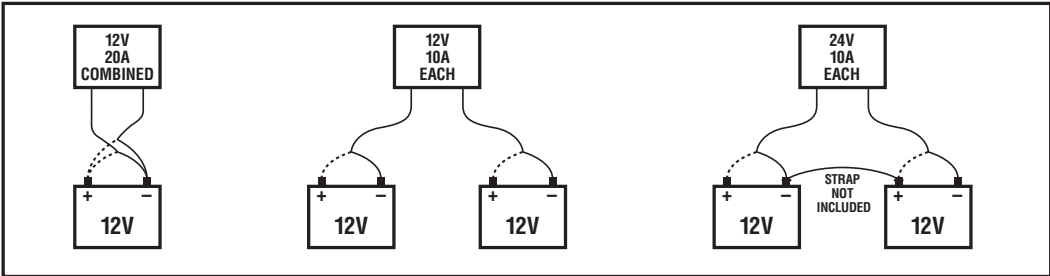 12V
20A
COMBINED
+ −
12V
12V
10A
EACH
+ −
12V
+ −
12V
24V
10A
EACH
+ −
12V
STRAP
NOT
INCLUDED
+ −
12V